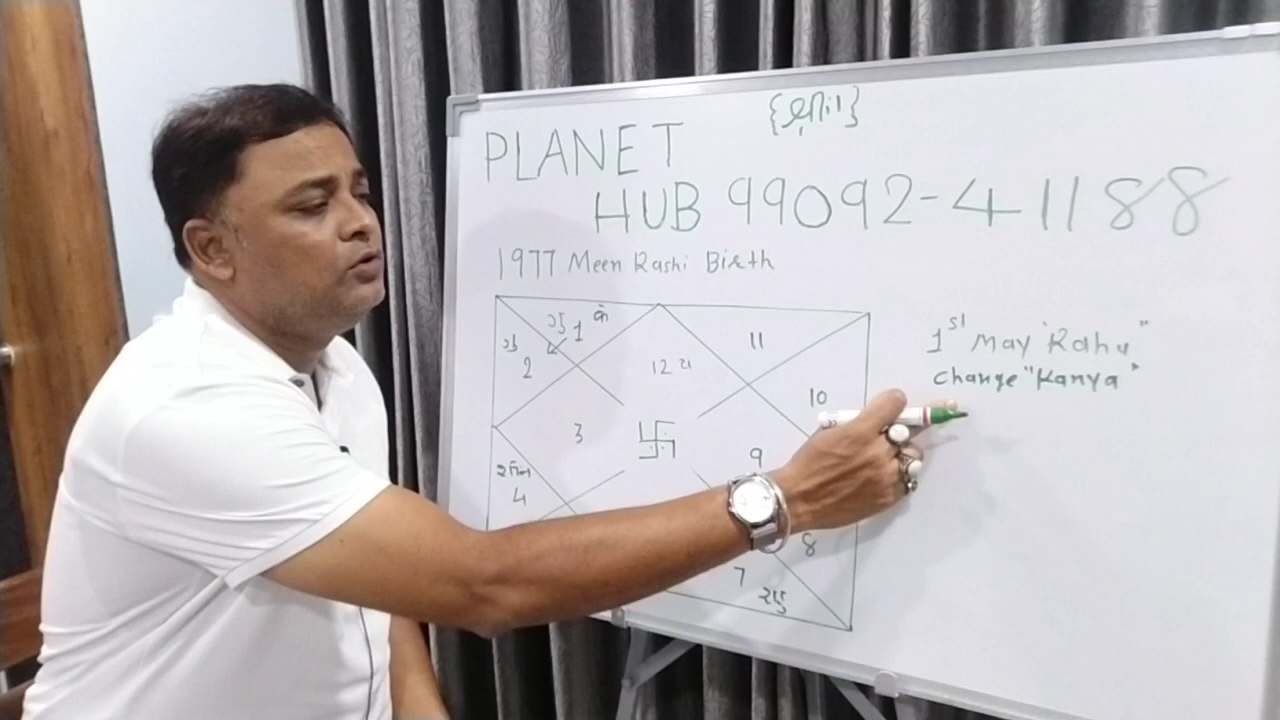 PLANET
HUB 99092-41188
1977 Meen Rashi Birth
1st May "Rahu"
change "Kanya"
ગુ 1 કે
ગુ 2
12 સુ
11
10
3
9
શનિ
4
8
7
રાહુ